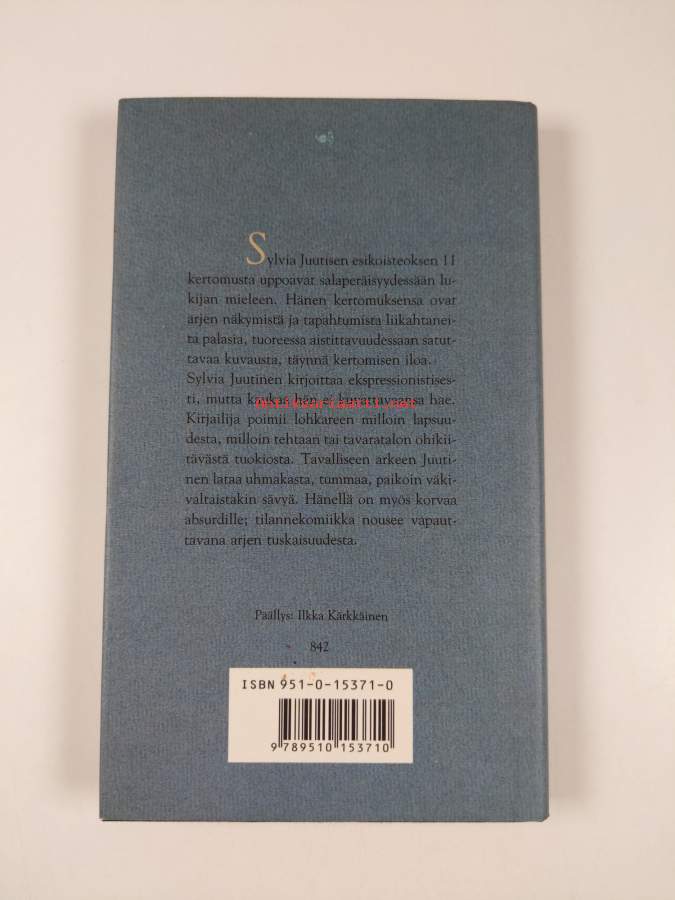 Sylvia Juutisen esikoisteoksen 11
kertomusta uppoavat salaperäisyydessään lu-
kijan mieleen. Hänen kertomuksensa ovat
arjen näkymistä ja tapahtumista liikahtanei-
ta palasia, tuoreessa aistittavuudessaan satut-
tavaa kuvausta, täynnä kertomisen iloa.
Sylvia Juutinen kirjoittaa ekspressionistises-
ti, mutta kaukaa hän ei kuvattavaansa hae.
antikvariaatti.net
Kirjailija poimii lohkareen milloin lapsuu-
desta, milloin tehtaan tai tavaratalon ohikii-
tävästä tuokiosta. Tavalliseen arkeen Juuti-
nen lataa uhmakasta, tummaa, paikoin väki-
valtaistakin sävyä. Hänellä on myös korvaa
absurdille; tilannekomiikka nousee vapaut-
tavana arjen tuskaisuudesta.
Päällys: Ilkka Kärkkäinen
842
ISBN 951-0-15371-0
9 789510 153710